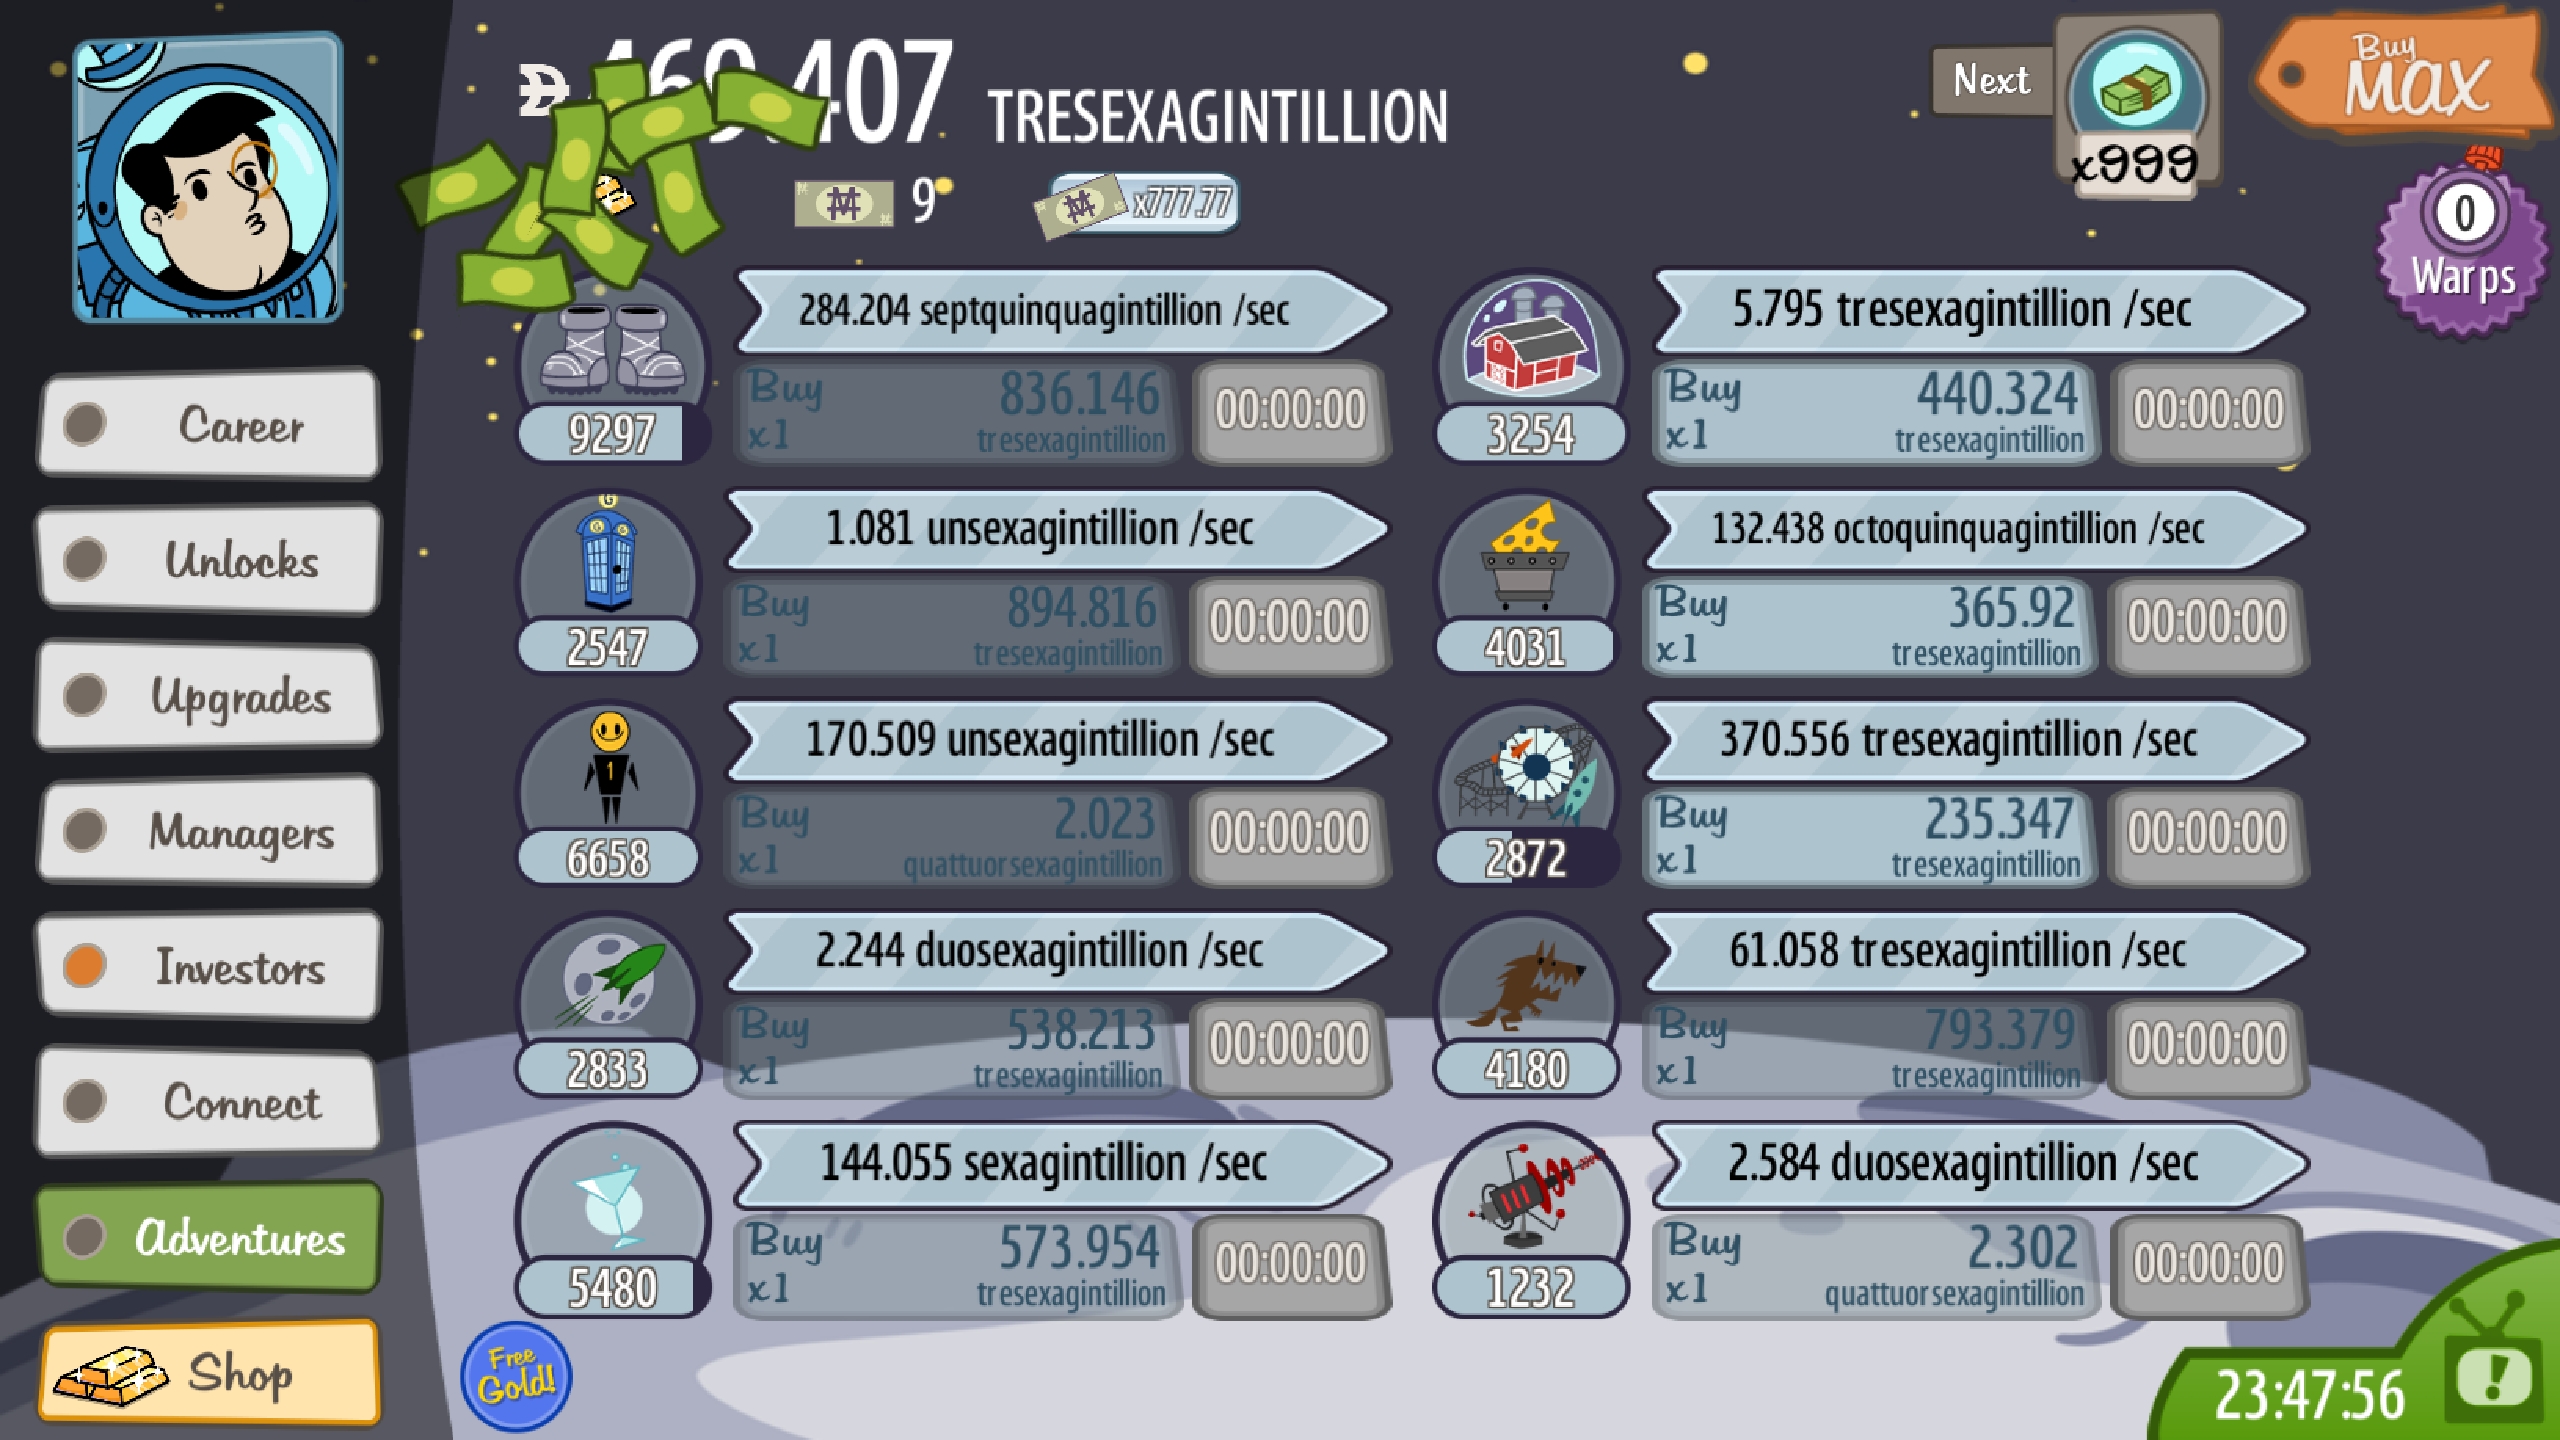 407 TRESEXAGINTILLION
9 x777.77
Next
x999
Buy
MAX
0
Warps
Career
Unlocks
Upgrades
Managers
Investors
Connect
Adventures
Shop
284.204 septquinquagintillion /sec
Buy 836.146
x1 tresexagintillion
00:00:00
9297
1.081 unsexagintillion /sec
Buy 894.816
x1 tresexagintillion
00:00:00
2547
170.509 unsexagintillion /sec
Buy 2.023
x1 quattuorsexagintillion
00:00:00
1
6658
2.244 duosexagintillion /sec
Buy 538.213
x1 tresexagintillion
00:00:00
2833
144.055 sexagintillion /sec
Buy 573.954
x1 tresexagintillion
00:00:00
5480
5.795 tresexagintillion /sec
Buy 440.324
x1 tresexagintillion
00:00:00
3254
132.438 octoquinquagintillion /sec
Buy 365.92
x1 tresexagintillion
00:00:00
4031
370.556 tresexagintillion /sec
Buy 235.347
x1 tresexagintillion
00:00:00
2872
61.058 tresexagintillion /sec
Buy 793.379
x1 tresexagintillion
00:00:00
4180
2.584 duosexagintillion /sec
Buy 2.302
x1 quattuorsexagintillion
00:00:00
1232
Free
Gold!
23:47:56
!